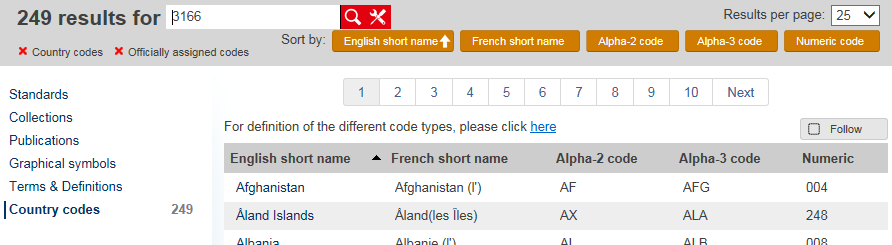 249 results for 3166
Results per page: 25
Sort by: English short name French short name Alpha-2 code Alpha-3 code Numeric code
Country codes Officially assigned codes
1 2 3 4 5 6 7 8 9 10 Next
Standards
Collections
Publications
Graphical symbols
Terms & Definitions
Country codes 249
For definition of the different code types, please click here
Follow
English short name French short name Alpha-2 code Alpha-3 code Numeric
Afghanistan Afghanistan (l') AF AFG 004
Åland Islands Åland(les Îles) AX ALA 248
Albania Albanie (l') AL ALB 008